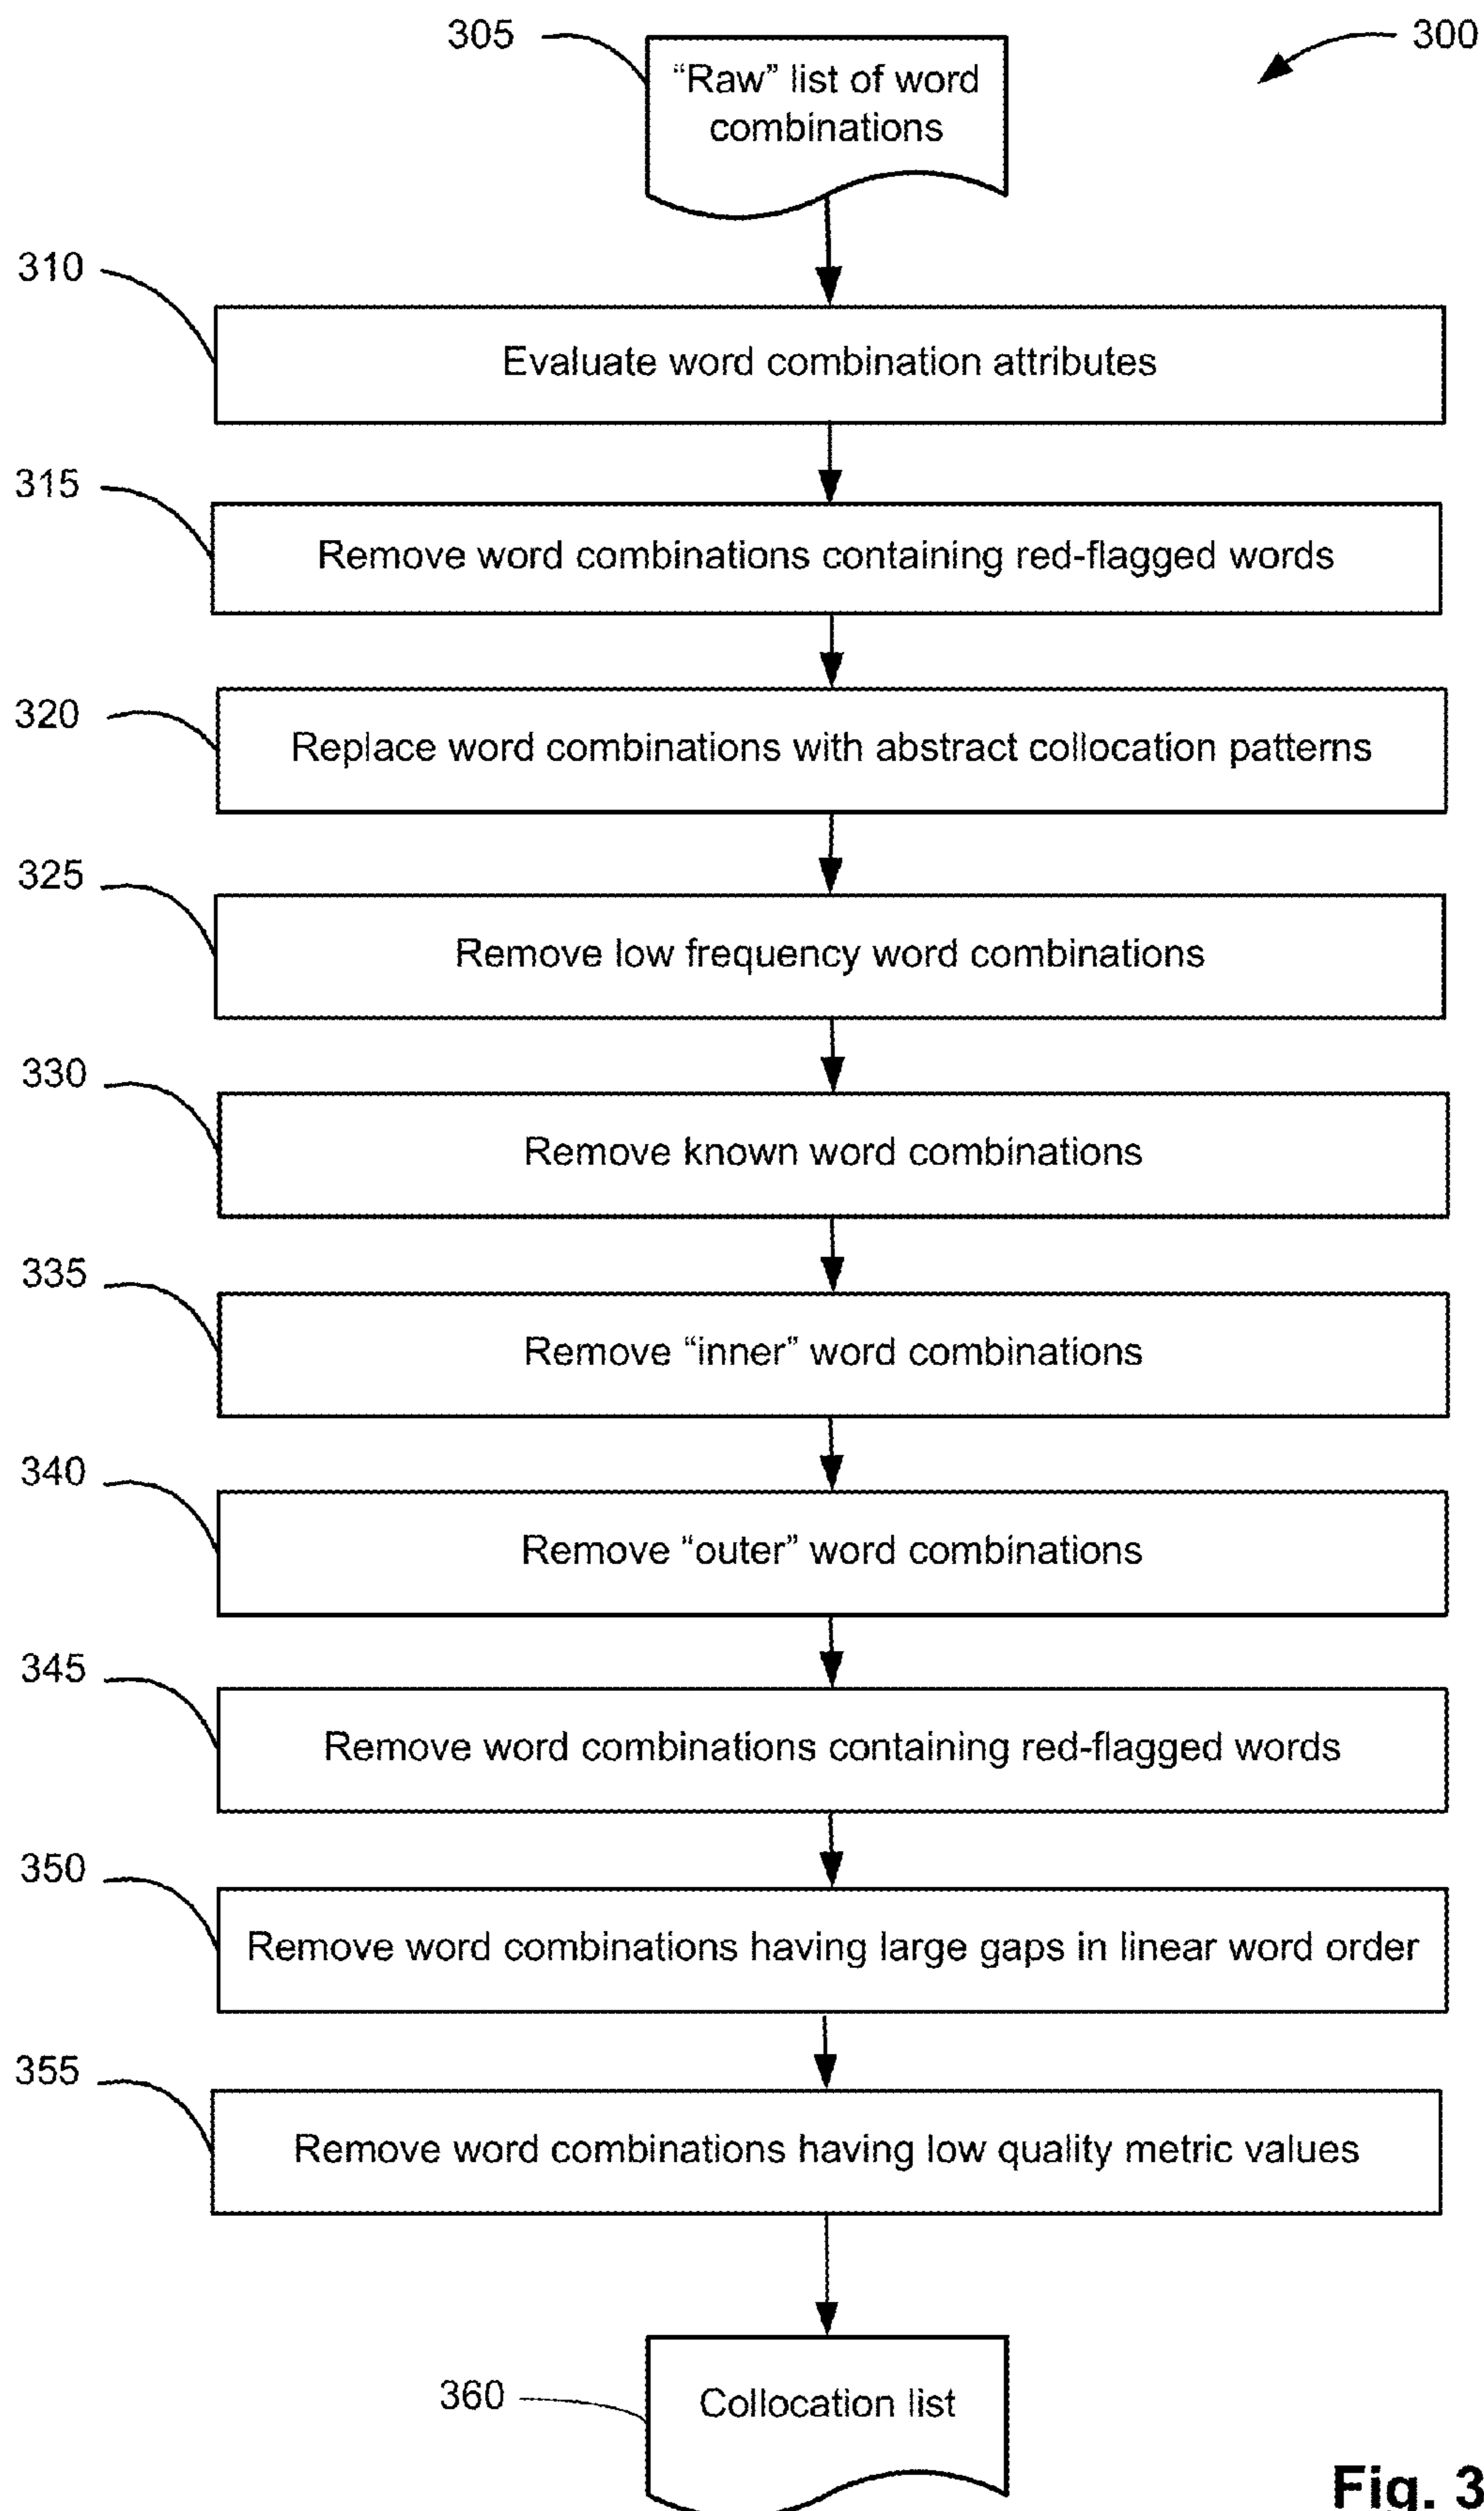 305
300
“Raw” list of word
combinations
310
Evaluate word combination attributes
315
Remove word combinations containing red-flagged words
320
Replace word combinations with abstract collocation patterns
325
Remove low frequency word combinations
330
Remove known word combinations
335
Remove “inner” word combinations
340
Remove “outer” word combinations
345
Remove word combinations containing red-flagged words
350
Remove word combinations having large gaps in linear word order
355
Remove word combinations having low quality metric values
360
Collocation list
Fig. 3